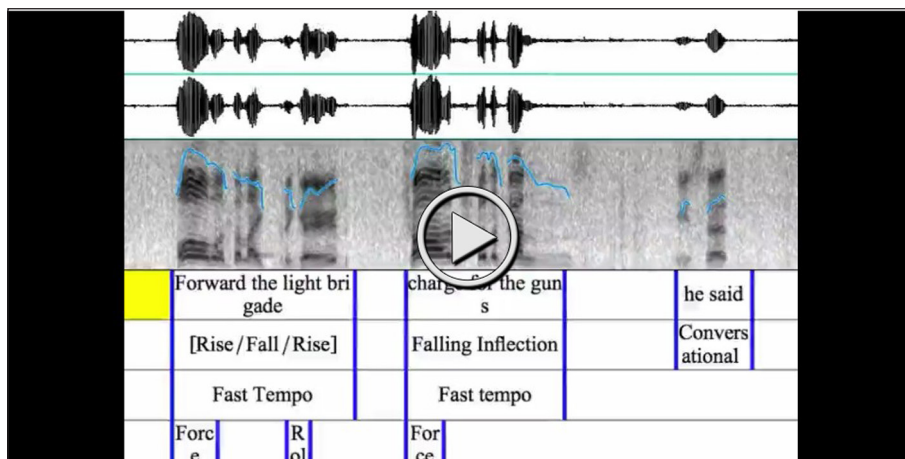 Forward the light bri
gade
charge for the gun
s
he said
[Rise/Fall/Rise]
Falling Inflection
Convers
ational
Fast Tempo
Fast tempo
Forc
e
R
ol
For
ce